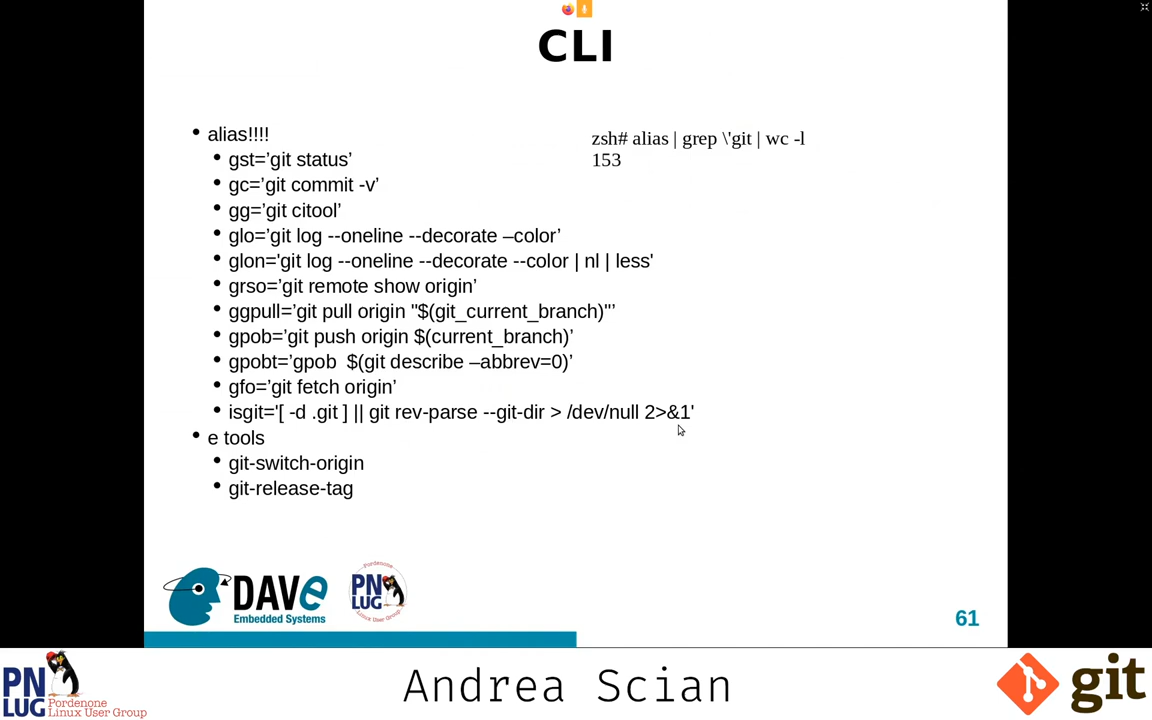 CLI
• alias!!!!
zsh# alias | grep \'git | wc -l
153
• gst=’git status’
• gc=’git commit -v’
• gg=’git citool’
• glo=’git log --oneline --decorate –color’
• glon='git log --oneline --decorate --color | nl | less'
• grso=’git remote show origin’
• ggpull=’git pull origin "$(git_current_branch)"’
• gpob=’git push origin $(current_branch)’
• gpobt=’gpob  $(git describe –abbrev=0)’
• gfo=’git fetch origin’
• isgit='[ -d .git ] || git rev-parse --git-dir > /dev/null 2>&1'
• e tools
• git-switch-origin
• git-release-tag
DAVe
Embedded Systems
Pordenone
PN
LUG
Linux User Group
61
PN
LUG
Pordenone
Linux User Group
Andrea Scian
git